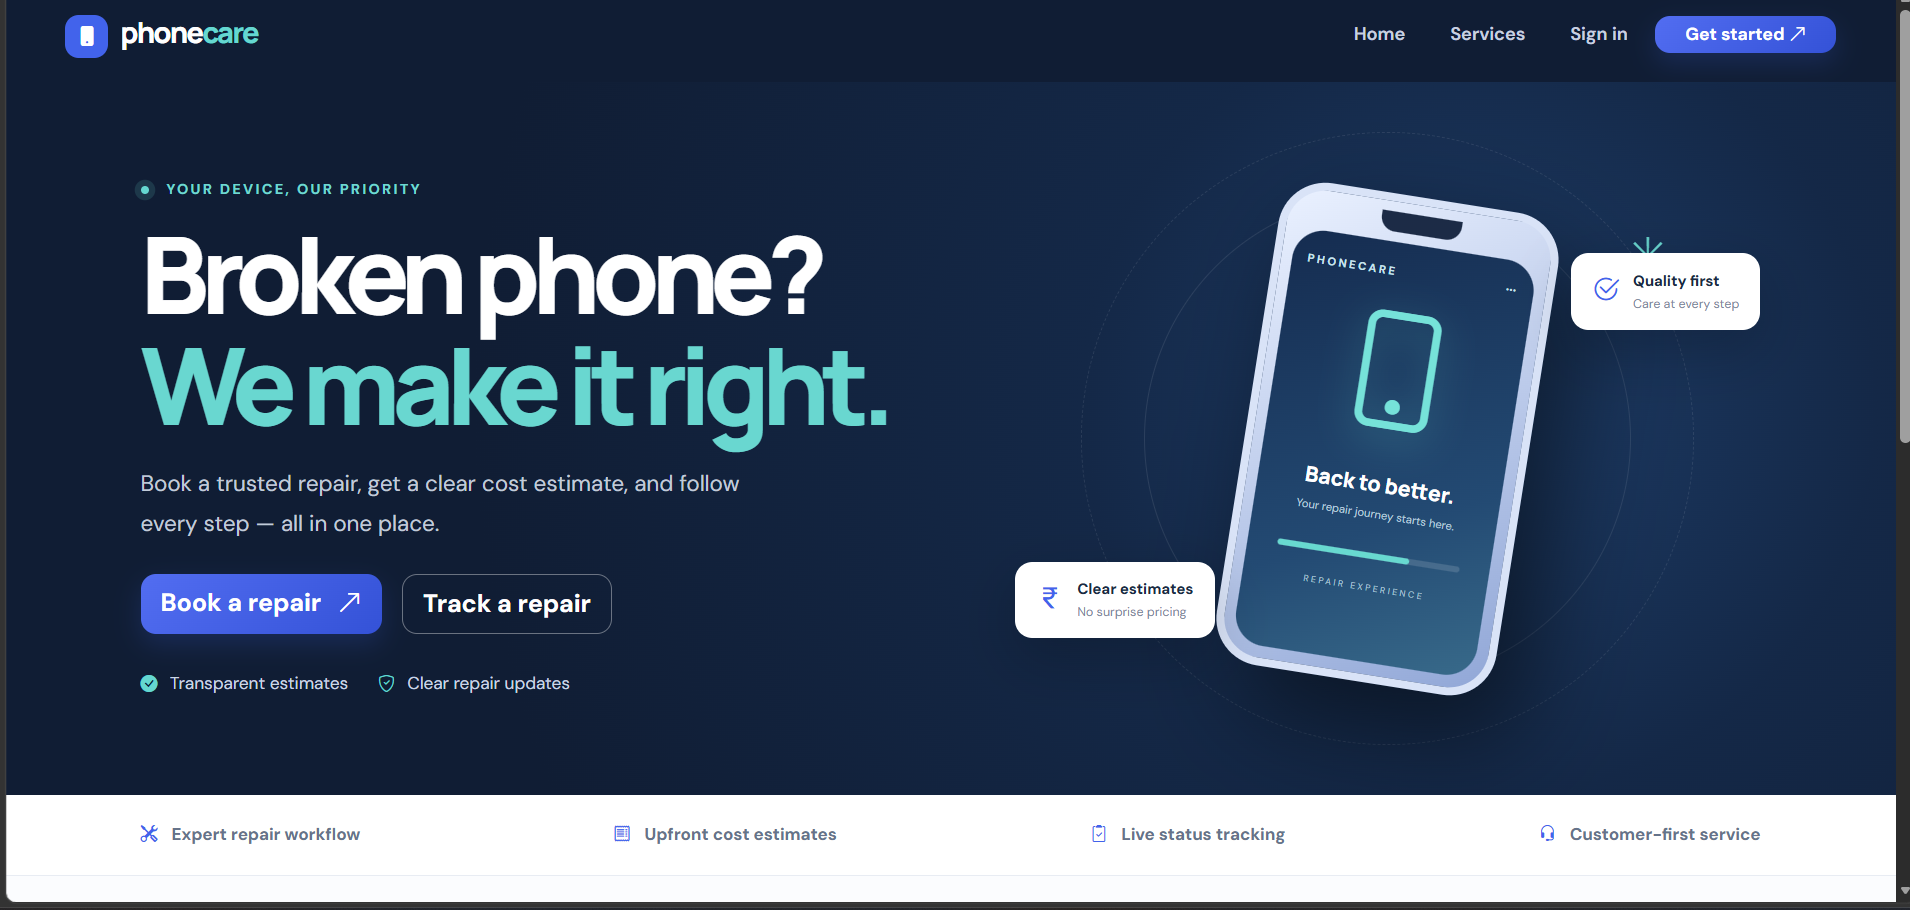 phonecare
Home
Services
Sign in
Get started
YOUR DEVICE, OUR PRIORITY
Broken phone?
We make it right.
Book a trusted repair, get a clear cost estimate, and follow
every step — all in one place.
Book a repair
Track a repair
Transparent estimates
Clear repair updates
PHONECARE
Back to better.
Your repair journey starts here.
REPAIR EXPERIENCE
Quality first
Care at every step
₹
Clear estimates
No surprise pricing
Expert repair workflow
Upfront cost estimates
Live status tracking
Customer-first service